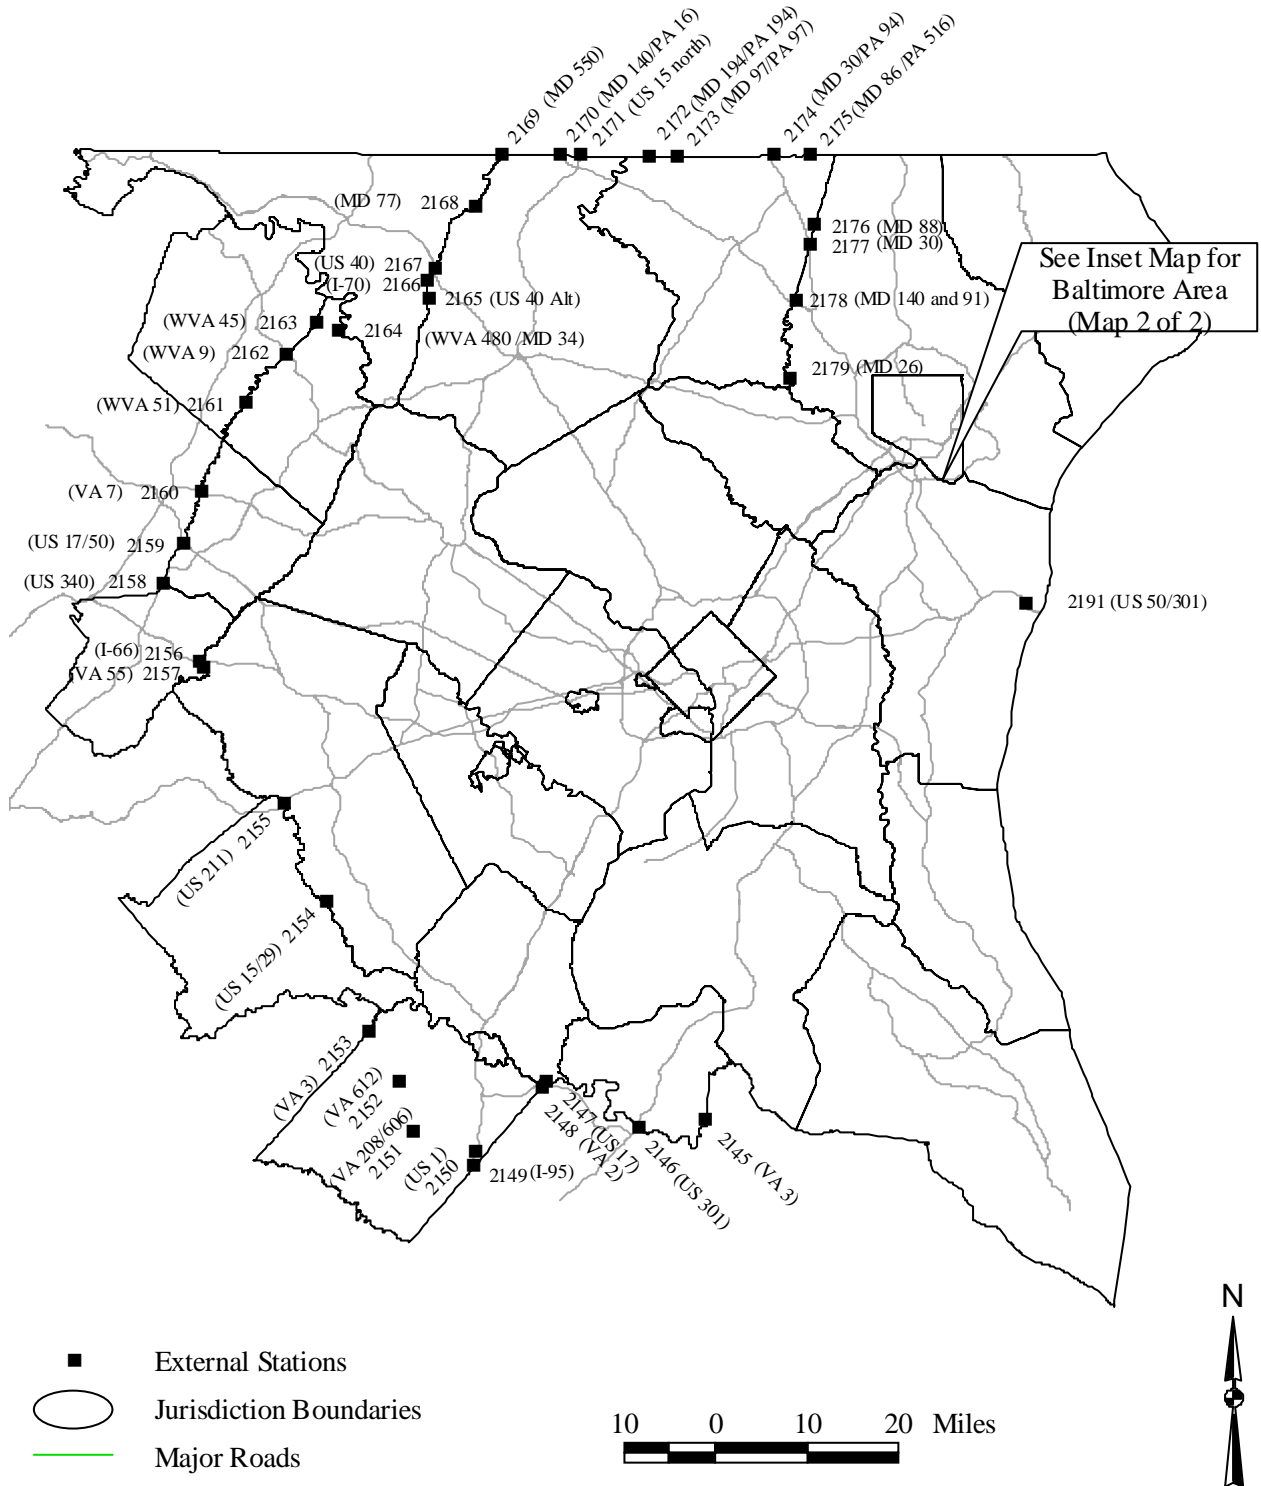 2169 (MD 550)
2170 (MD 140/PA 16)
2171 (US 15 north)
2172 (MD 194/PA 194)
2173 (MD 97/PA 97)
2174 (MD 30/PA 94)
2175 (MD 86 /PA 516)
(MD 77) 2168
2176 (MD 88)
2177 (MD 30)
(US 40) 2167
(I-70) 2166
2165 (US 40 Alt)
2178 (MD 140 and 91)
See Inset Map for
Baltimore Area
(Map 2 of 2)
(WVA 45) 2163
2164
(WVA 480 /MD 34)
(WVA 9) 2162
2179 (MD 26)
(WVA 51) 2161
(VA 7) 2160
(US 17/50) 2159
(US 340) 2158
2191 (US 50/301)
(I-66) 2156
(VA 55) 2157
(US 211) 2155
(US 15/29) 2154
(VA 3) 2153
(VA 612)
2152
(VA 208/606)
2151
(US 1)
2150
2149 (I-95)
2147 (US 17)
2148 (VA 2)
2146 (US 301)
2145 (VA 3)
N
External Stations
Jurisdiction Boundaries
Major Roads
10 0 10 20 Miles